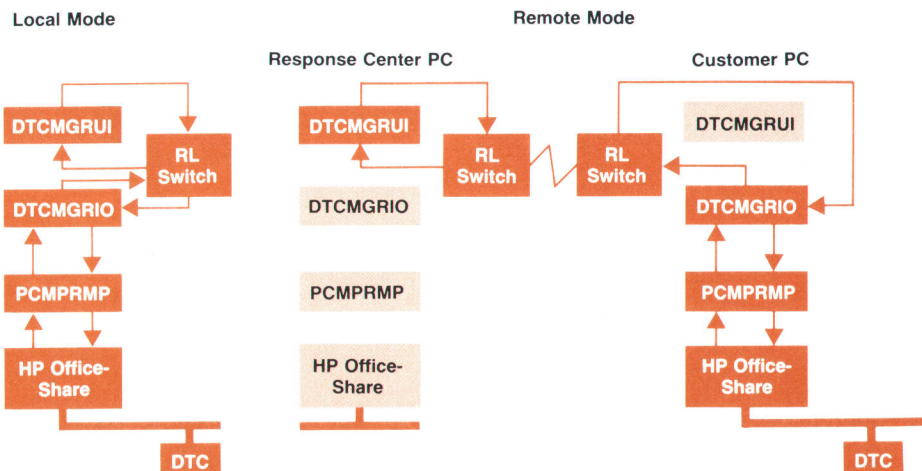 Local Mode
Remote Mode
Response Center PC
Customer PC
DTCMGRUI
RL
Switch
DTCMGRIO
PCMPRMP
HP Office-
Share
DTC
DTCMGRUI
RL
Switch
DTCMGRIO
PCMPRMP
HP Office-
Share
RL
Switch
DTCMGRUI
DTCMGRIO
PCMPRMP
HP Office-
Share
DTC